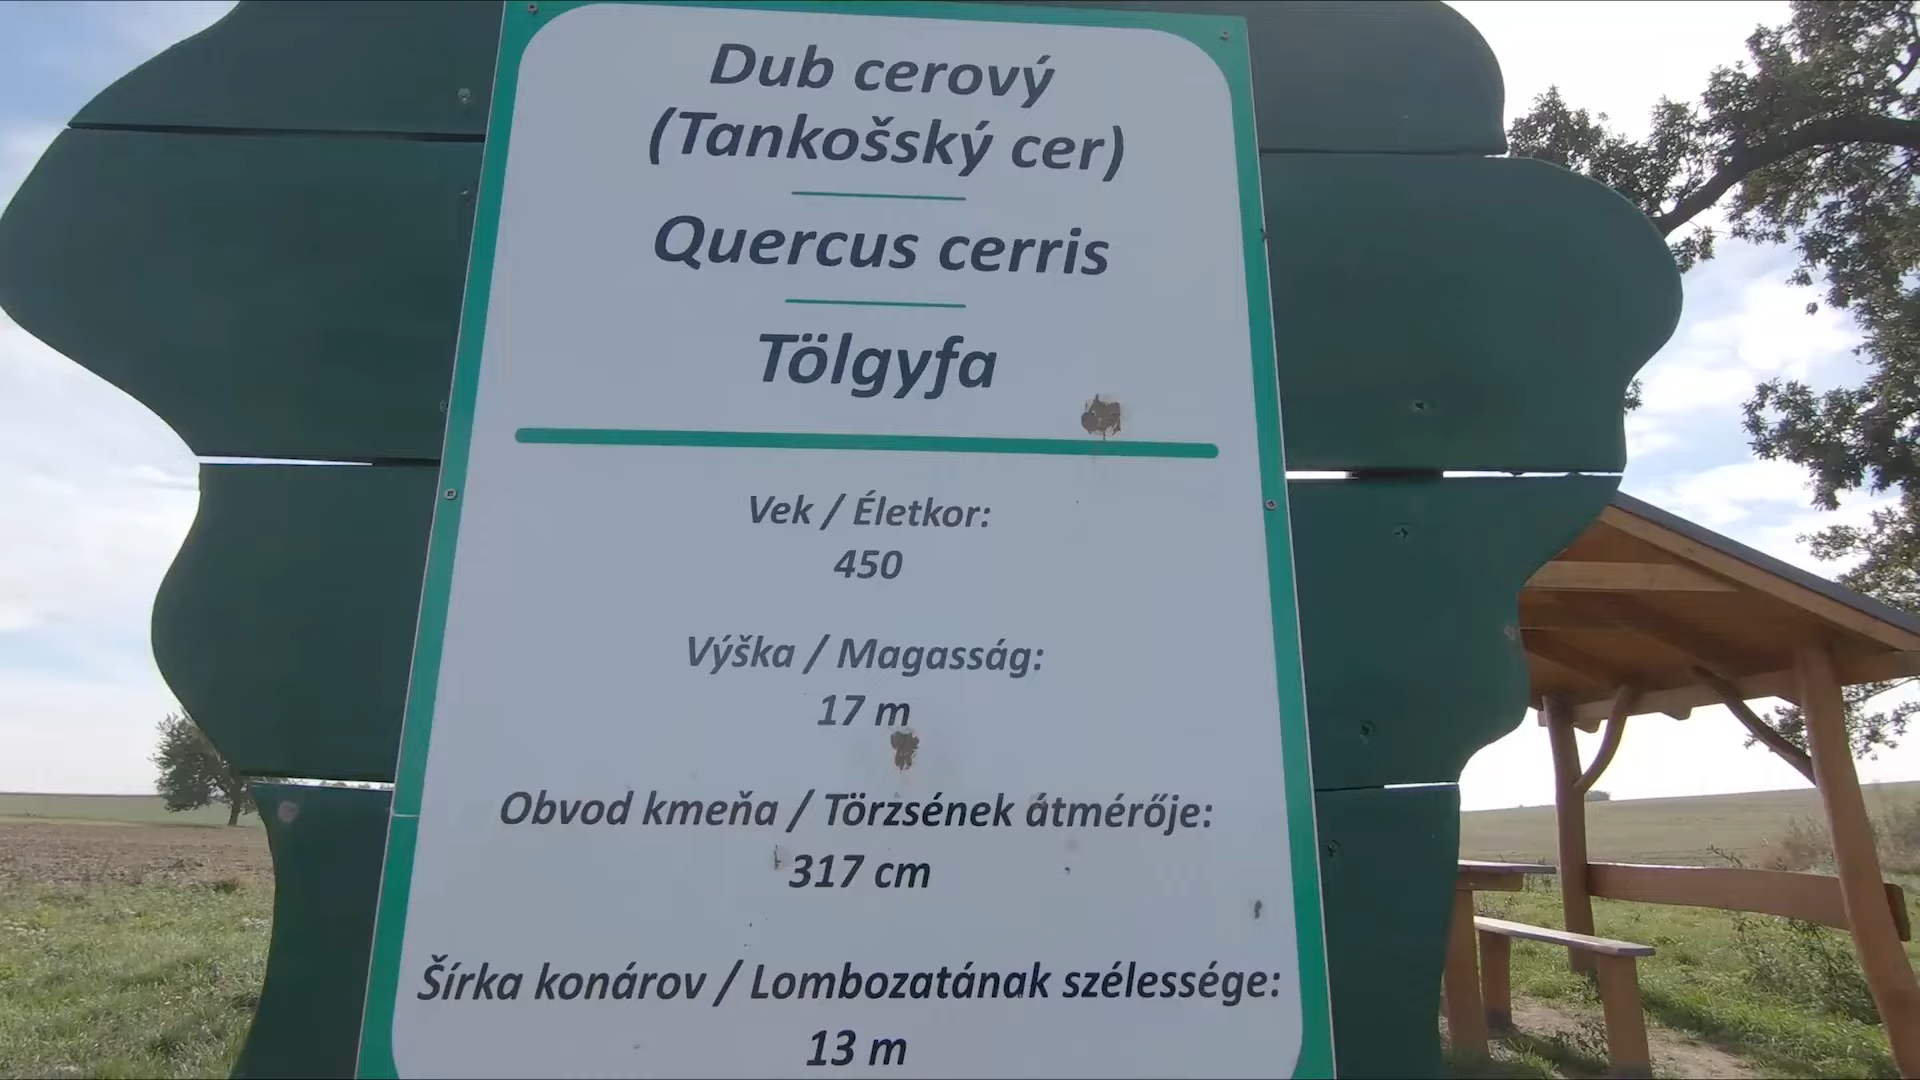 Dub cerový
(Tankošský cer)
Quercus cerris
Tölgyfa
Vek / Életkor:
450
Výška / Magasság:
17 m
Obvod kmeňa / Törzsének átmérője:
317 cm
Šírka konárov / Lombozatának szélessége:
13 m